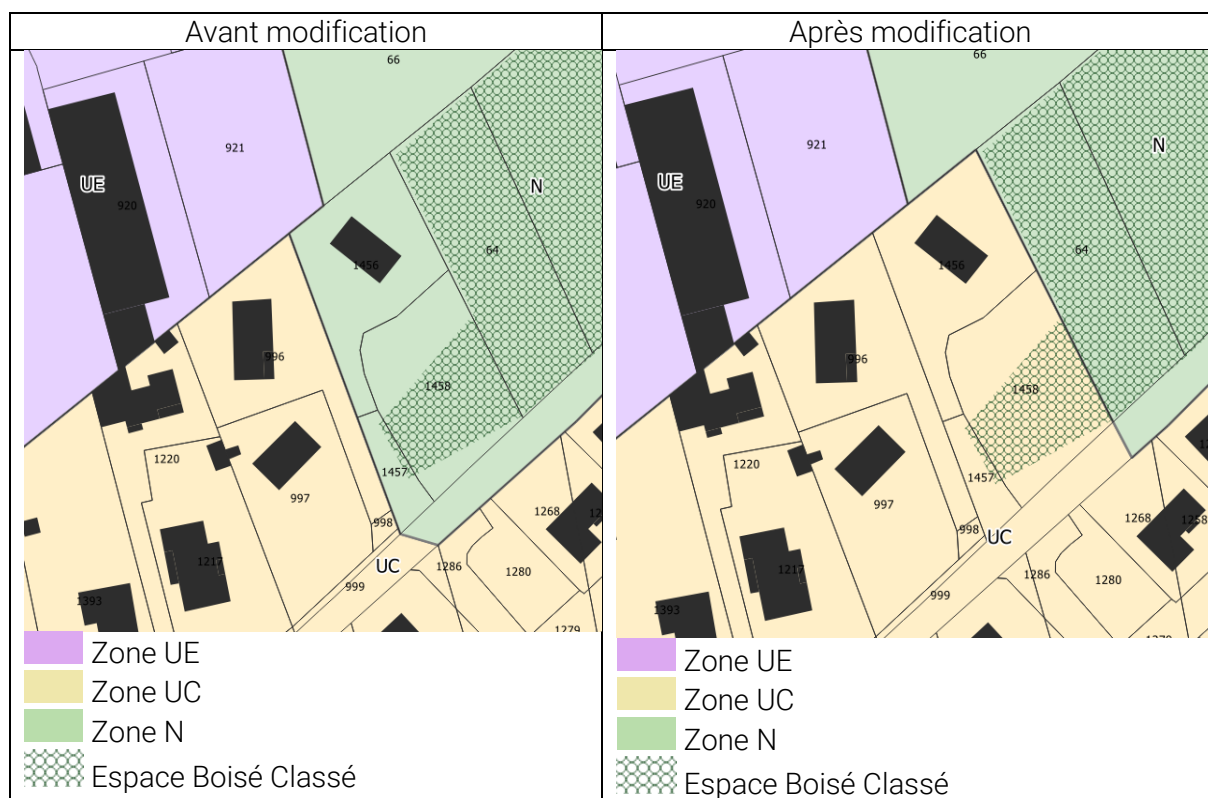 Avant modification
66
921
UE
920
N
64
1456
996
1458
1220
1457
997
998
1268
UC
1217
1286
1280
999
1393
1279
Zone UE
Zone UC
Zone N
Espace Boisé Classé
Après modification
66
921
N
UE
920
64
1456
996
1458
1220
1457
997
998
1268
1258
UC
1217
1286
1280
999
1393
Zone UE
Zone UC
Zone N
Espace Boisé Classé